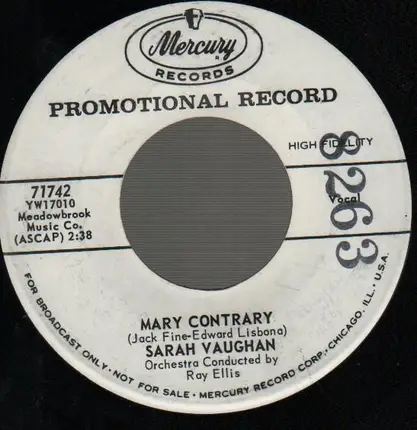 Mercury
RECORDS
PROMOTIONAL RECORD
HIGH FIDELITY
8263
Vocal
71742
YW17010
Meadowbrook
Music Co.
(ASCAP) 2:38
MARY CONTRARY
(Jack Fine-Edward Lisbona)
SARAH VAUGHAN
Orchestra Conducted by
Ray Ellis
FOR BROADCAST ONLY. NOT FOR SALE · MERCURY RECORD CORP. · CHICAGO, ILL. · U.S.A.